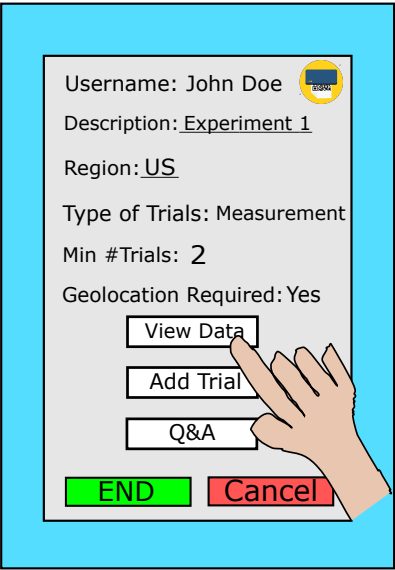 Username: John Doe
Description: Experiment 1
Region: US
Type of Trials: Measurement
Min #Trials: 2
Geolocation Required: Yes
View Data
Add Trial
Q&A
END Cancel